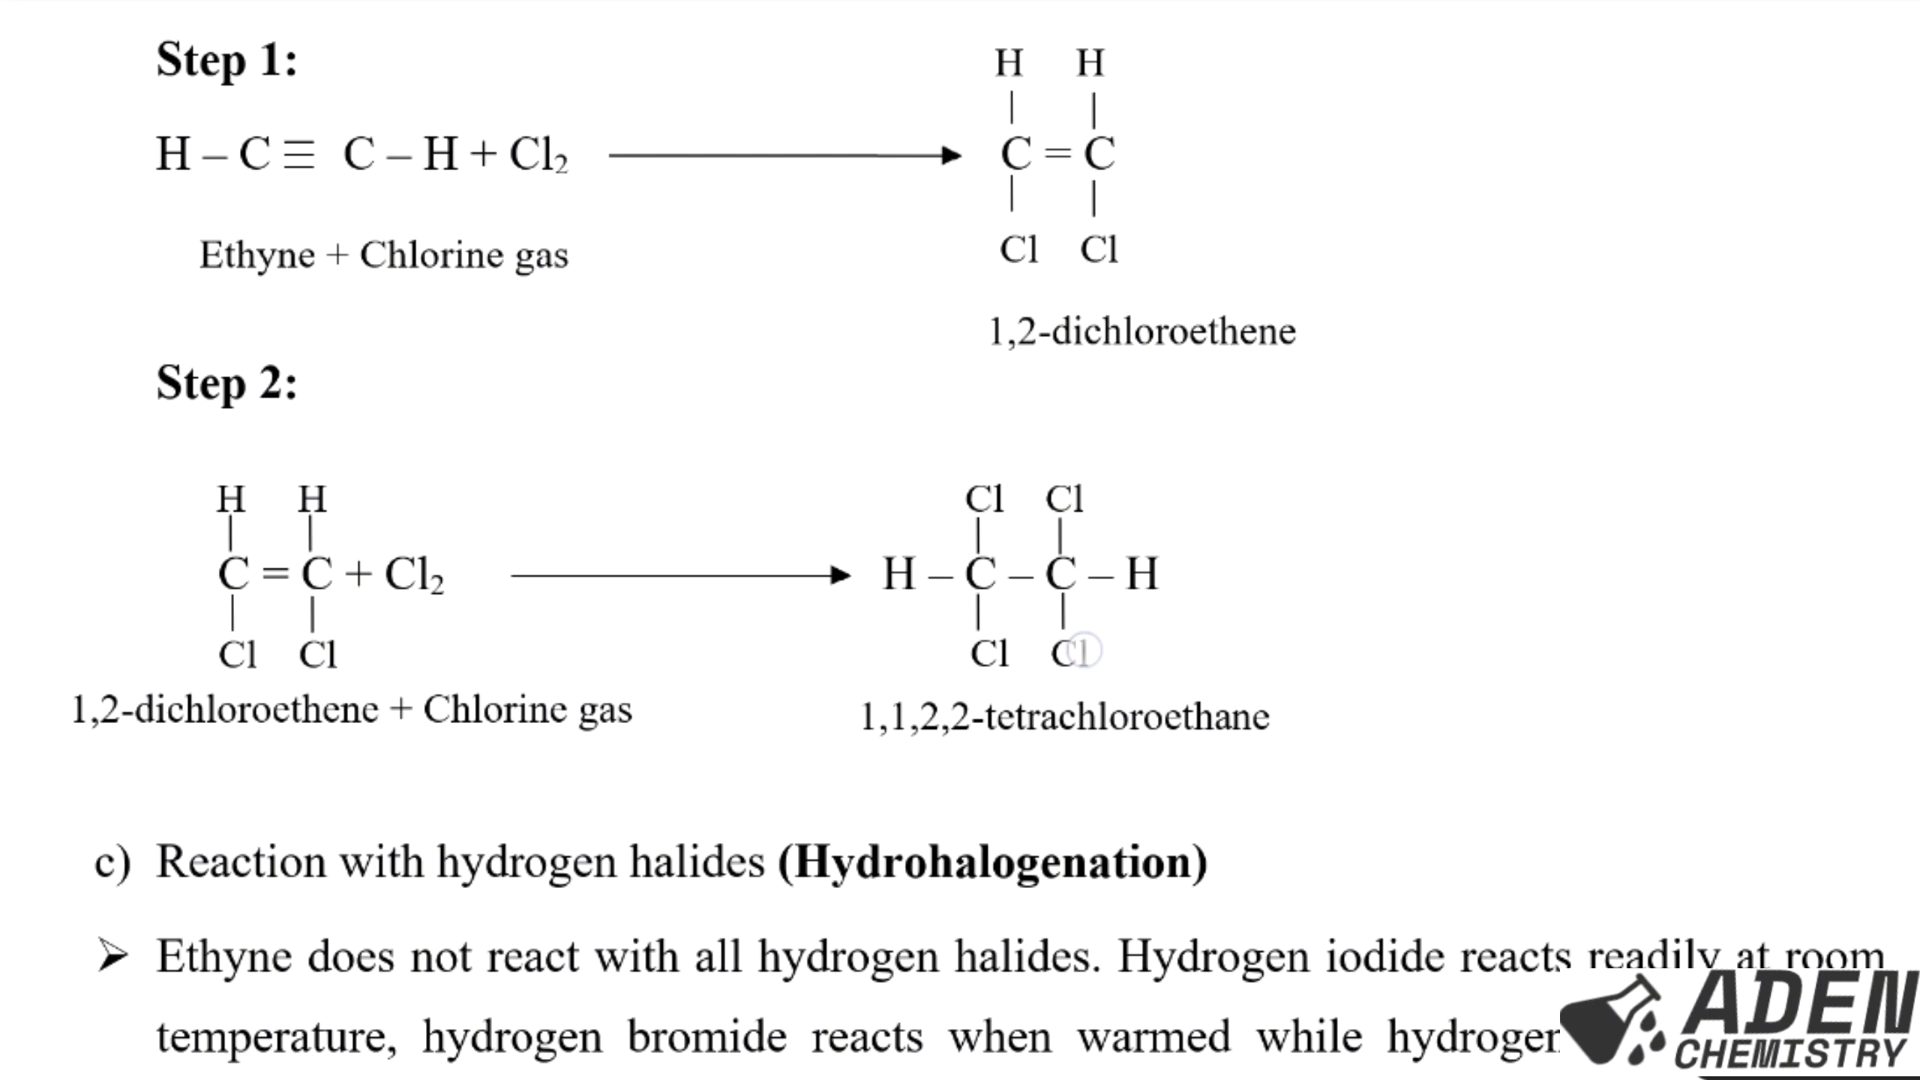 Step 1:
H H
| |
H – C ≡ C – H + Cl₂ C = C
| |
Cl Cl
Ethyne + Chlorine gas
1,2-dichloroethene
Step 2:
H H Cl Cl
| | | |
C = C + Cl₂ H – C – C – H
| | | |
Cl Cl Cl Cl
1,2-dichloroethene + Chlorine gas 1,1,2,2-tetrachloroethane
c) Reaction with hydrogen halides (Hydrohalogenation)
➢ Ethyne does not react with all hydrogen halides. Hydrogen iodide reacts readily at room
temperature, hydrogen bromide reacts when warmed while
ADEN
CHEMISTRY